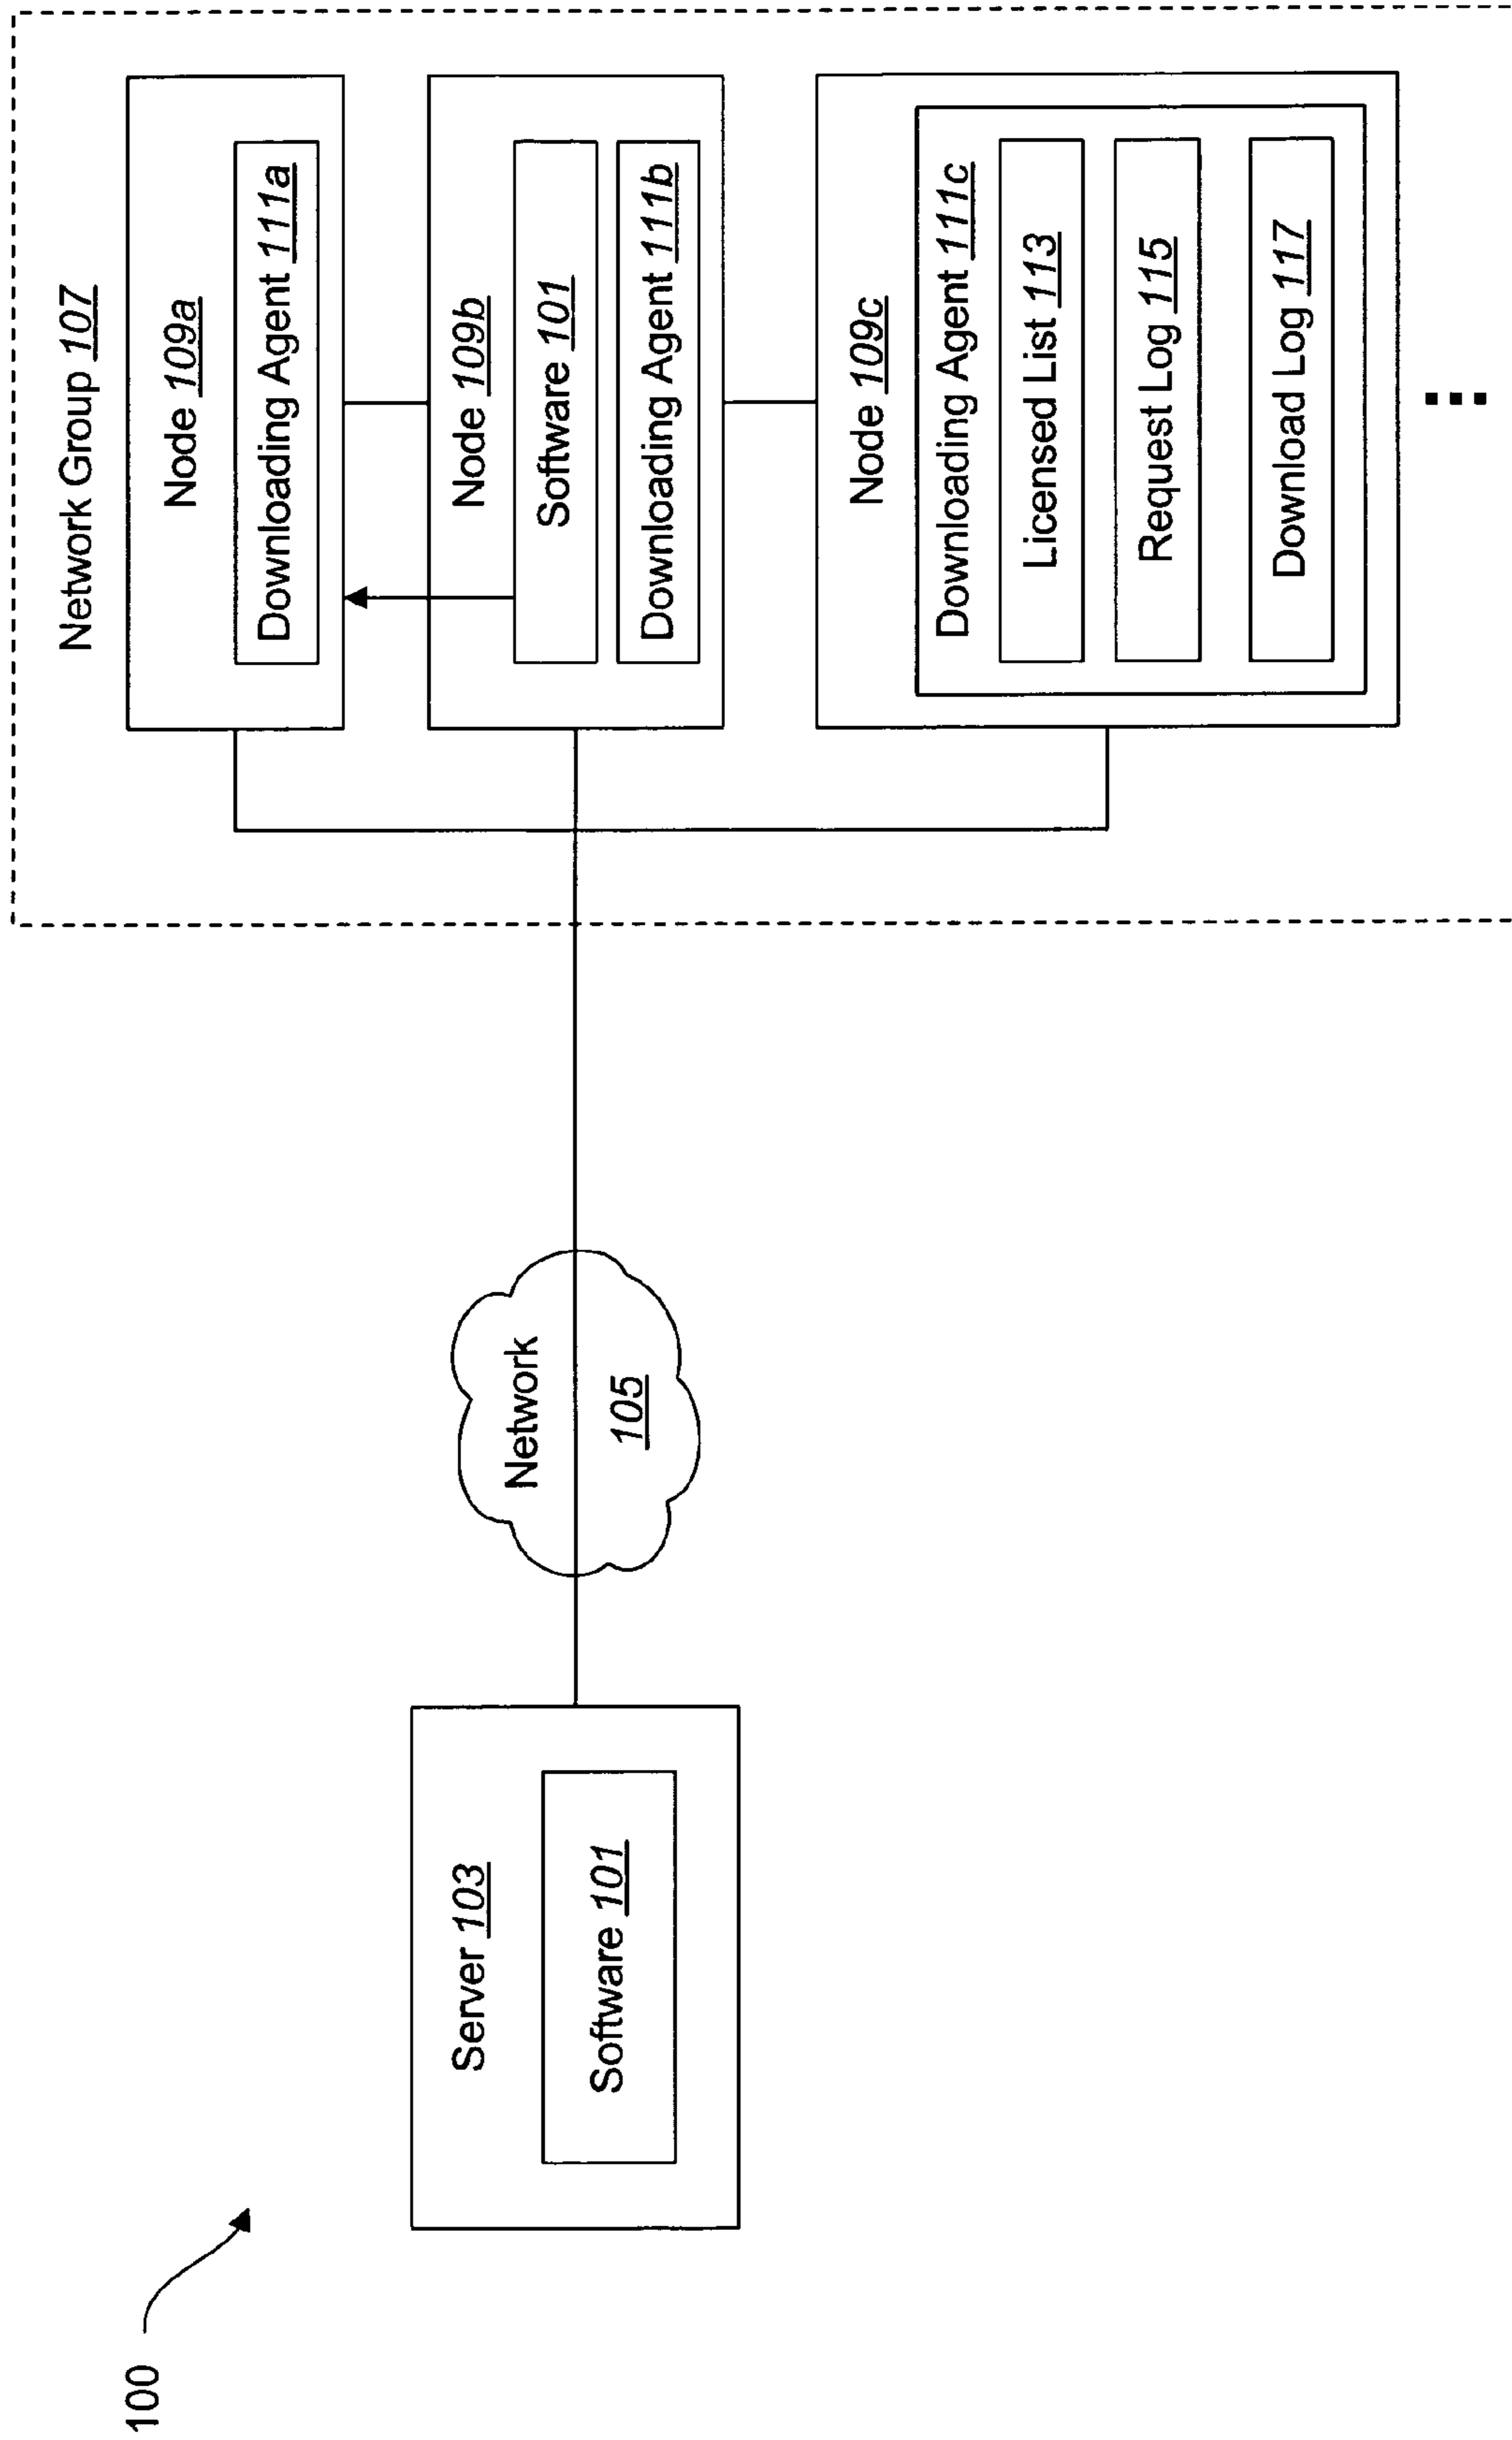 100
Server 103
Software 101
Network
105
Network Group 107
Node 109a
Downloading Agent 111a
Node 109b
Software 101
Downloading Agent 111b
Node 109c
Downloading Agent 111c
Licensed List 113
Request Log 115
Download Log 117